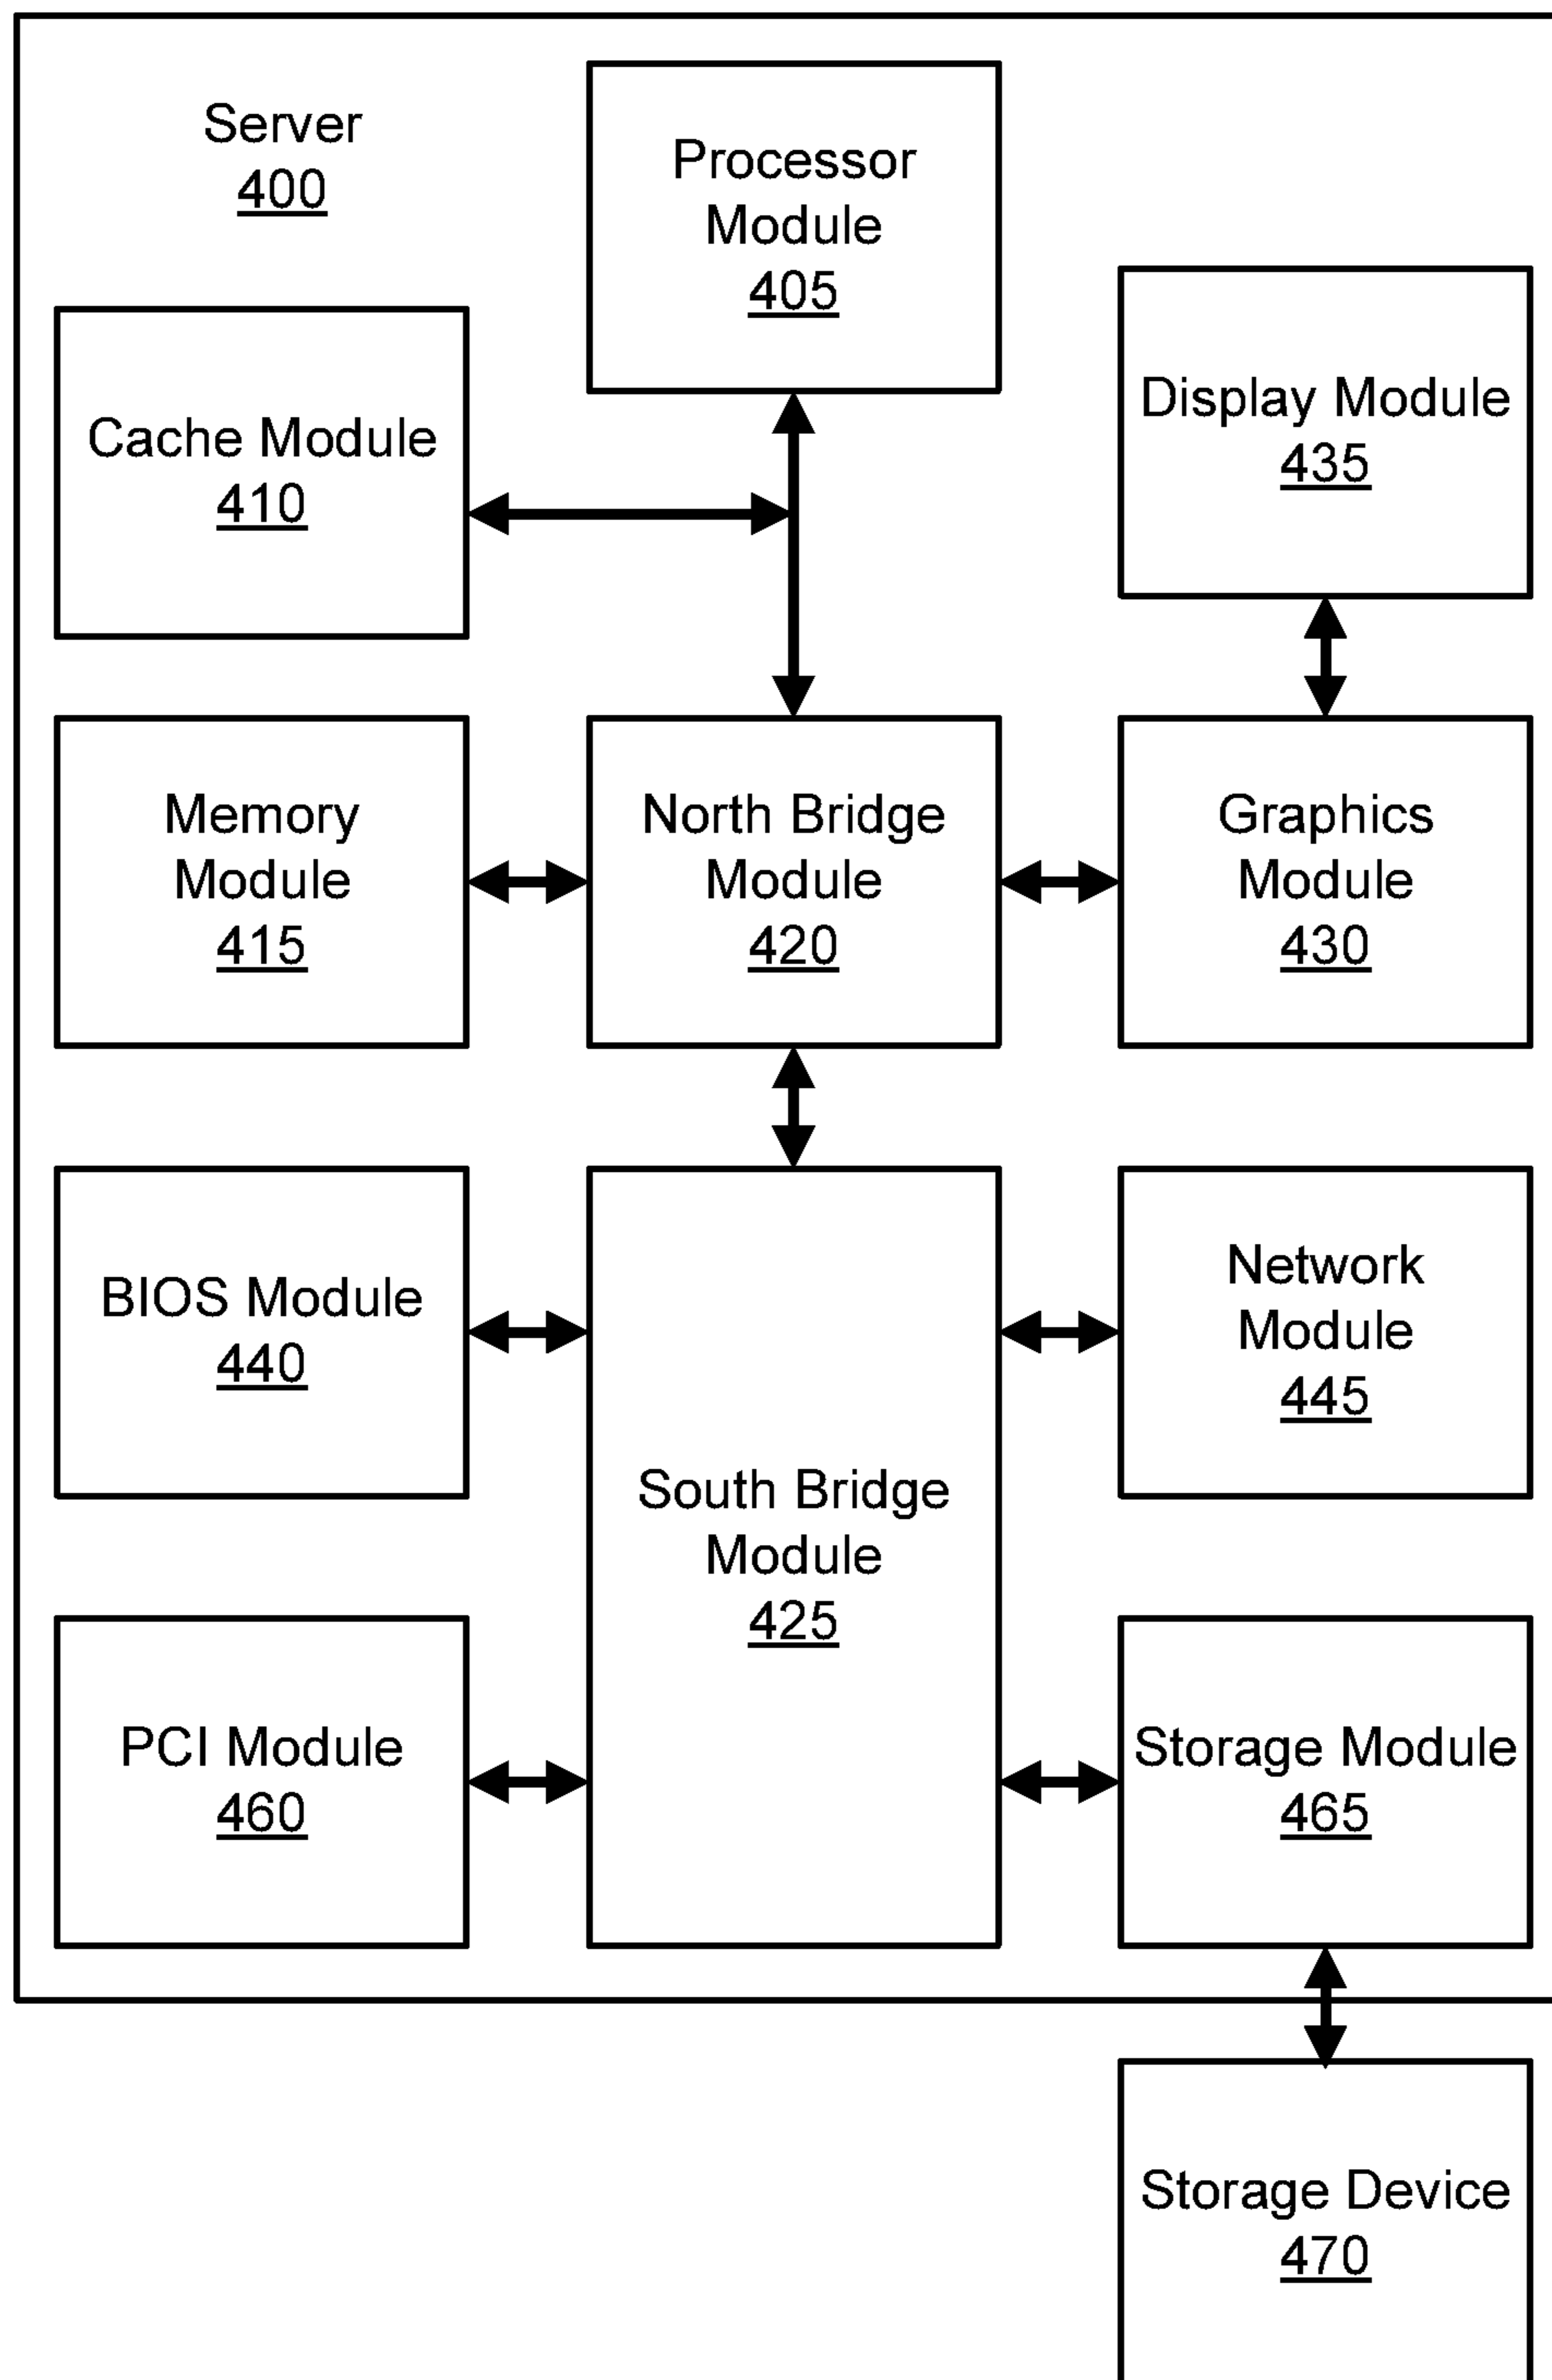 Server
400
Processor
Module
405
Cache Module
410
Display Module
435
Memory
Module
415
North Bridge
Module
420
Graphics
Module
430
BIOS Module
440
South Bridge
Module
425
Network
Module
445
PCI Module
460
Storage Module
465
Storage Device
470